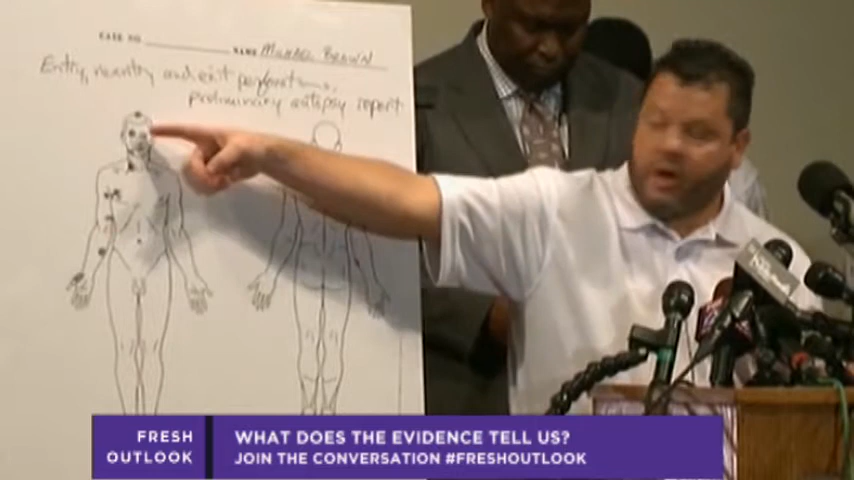 CASE NO. NAME MICHAEL BROWN
Entry, reentry and exit perforations,
preliminary autopsy report
FRESH OUTLOOK
WHAT DOES THE EVIDENCE TELL US?
JOIN THE CONVERSATION #FRESHOUTLOOK